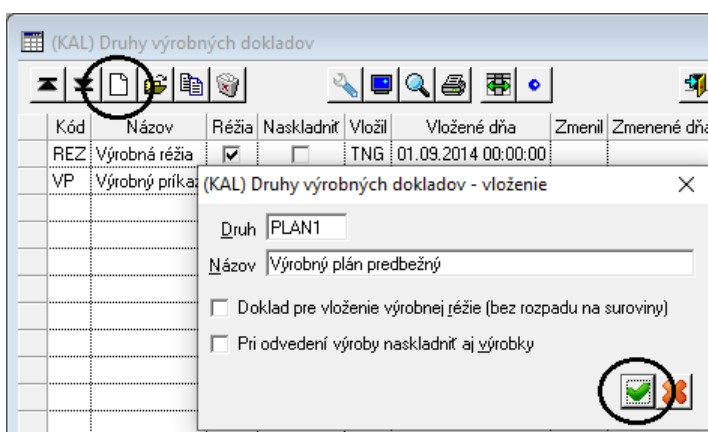 (KAL) Druhy výrobných dokladov
Kód Názov Réžia Naskladniť Vložil Vložené dňa Zmenil Zmenené dňa
REZ Výrobná réžia TNG 01.09.2014 00:00:00
VP Výrobný príkaz
(KAL) Druhy výrobných dokladov - vloženie
Druh PLAN1
Názov Výrobný plán predbežný
Doklad pre vloženie výrobnej réžie (bez rozpadu na suroviny)
Pri odvedení výroby naskladniť aj výrobky